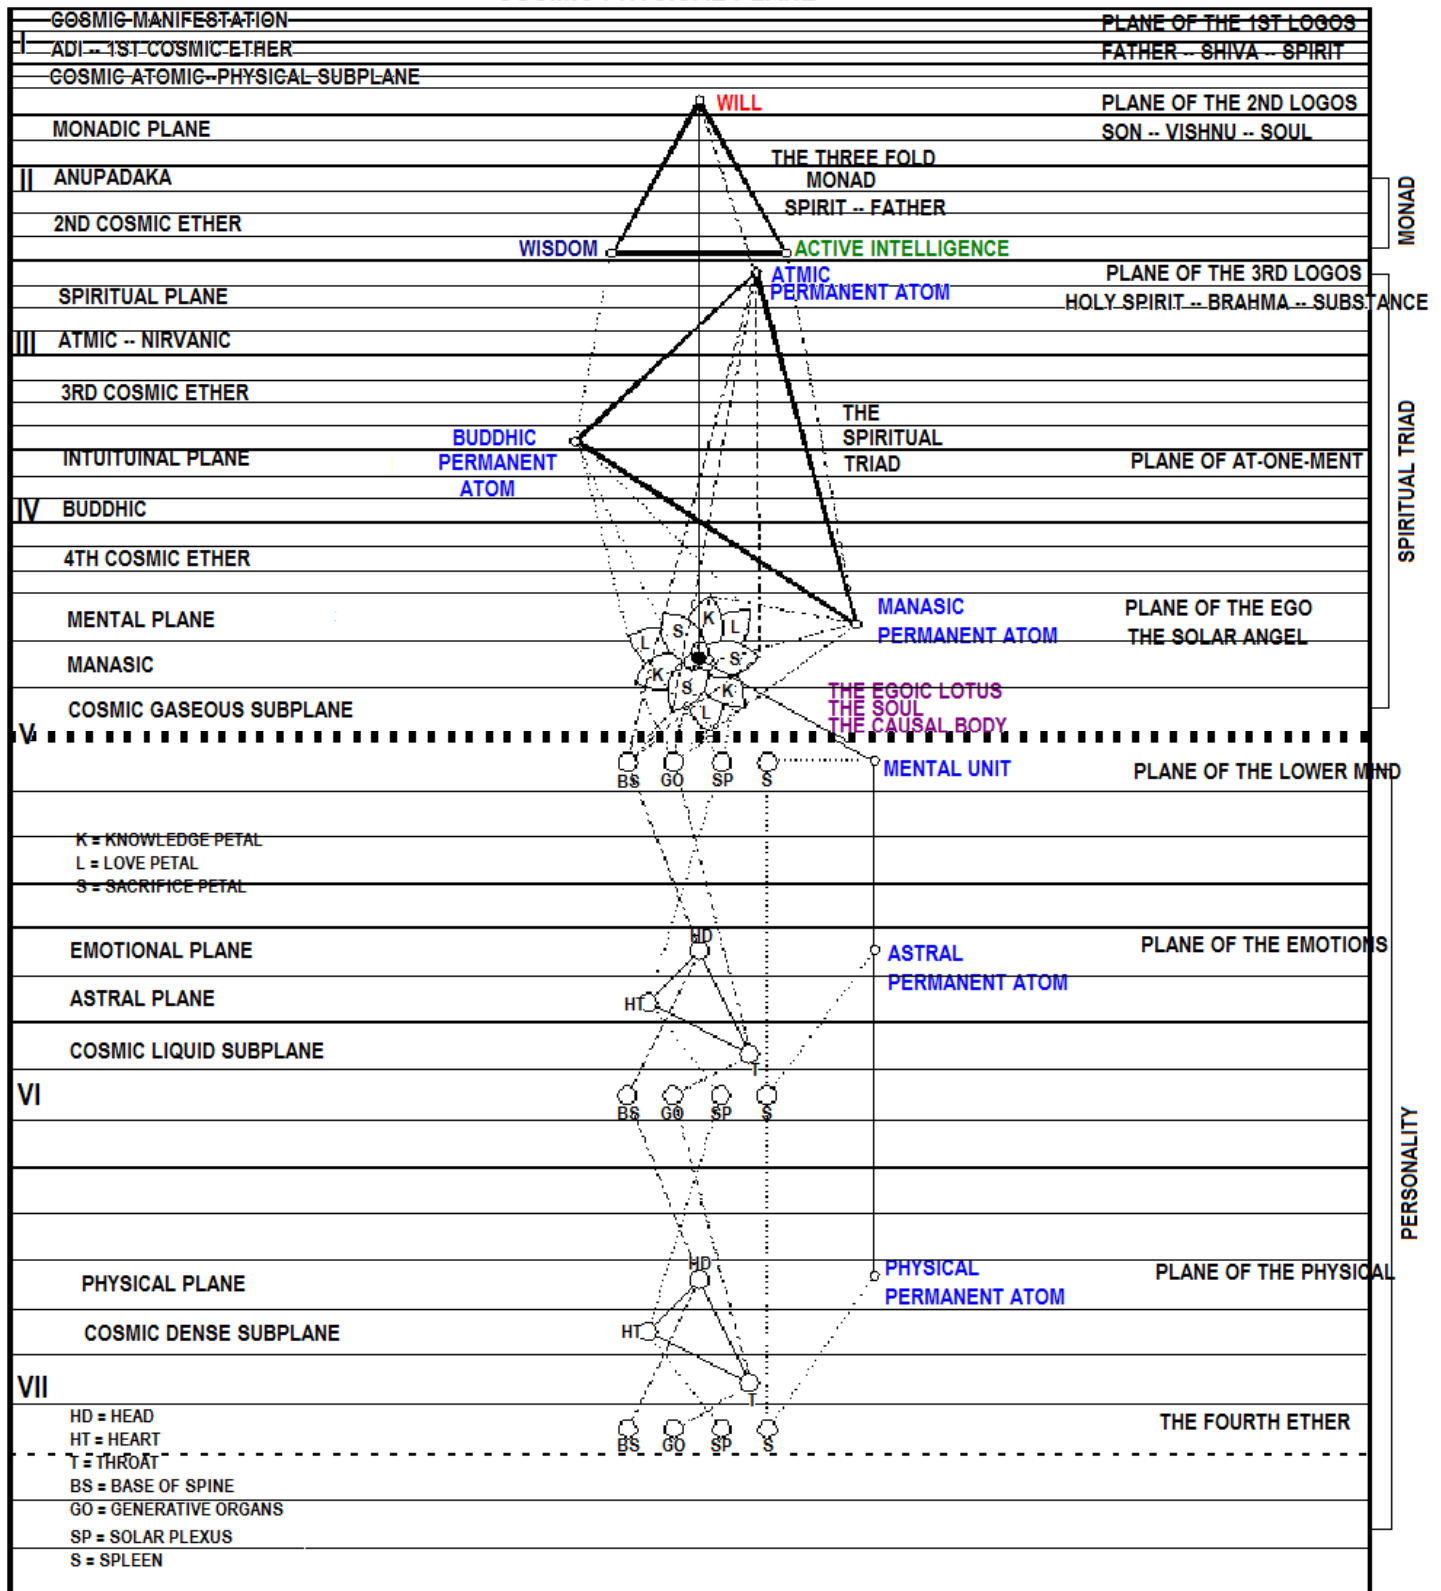 COSMIC MANIFESTATION
PLANE OF THE 1ST LOGOS
I
ADI -- 1ST COSMIC ETHER
FATHER -- SHIVA -- SPIRIT
COSMIC ATOMIC--PHYSICAL SUBPLANE
WILL
PLANE OF THE 2ND LOGOS
MONADIC PLANE
SON -- VISHNU -- SOUL
THE THREE FOLD
MONAD
SPIRIT -- FATHER
II
ANUPADAKA
2ND COSMIC ETHER
MONAD
WISDOM
ACTIVE INTELLIGENCE
ATMIC
PERMANENT ATOM
PLANE OF THE 3RD LOGOS
HOLY SPIRIT -- BRAHMA -- SUBSTANCE
SPIRITUAL PLANE
III
ATMIC -- NIRVANIC
3RD COSMIC ETHER
THE
SPIRITUAL
TRIAD
BUDDHIC
PERMANENT
ATOM
INTUITUINAL PLANE
PLANE OF AT-ONE-MENT
SPIRITUAL TRIAD
IV
BUDDHIC
4TH COSMIC ETHER
MENTAL PLANE
MANASIC
PERMANENT ATOM
PLANE OF THE EGO
THE SOLAR ANGEL
K
L
S
L
S
K
S
K
L
MANASIC
THE EGOIC LOTUS
THE SOUL
THE CAUSAL BODY
COSMIC GASEOUS SUBPLANE
V
BS
GO
SP
S
MENTAL UNIT
PLANE OF THE LOWER MIND
K = KNOWLEDGE PETAL
L = LOVE PETAL
S = SACRIFICE PETAL
HD
EMOTIONAL PLANE
ASTRAL
PERMANENT ATOM
PLANE OF THE EMOTIONS
ASTRAL PLANE
HT
COSMIC LIQUID SUBPLANE
T
VI
BS
GO
SP
S
PERSONALITY
HD
PHYSICAL PLANE
PHYSICAL
PERMANENT ATOM
PLANE OF THE PHYSICAL
COSMIC DENSE SUBPLANE
HT
VII
T
HD = HEAD
HT = HEART
T = THROAT
BS = BASE OF SPINE
GO = GENERATIVE ORGANS
SP = SOLAR PLEXUS
S = SPLEEN
BS
GO
SP
S
THE FOURTH ETHER